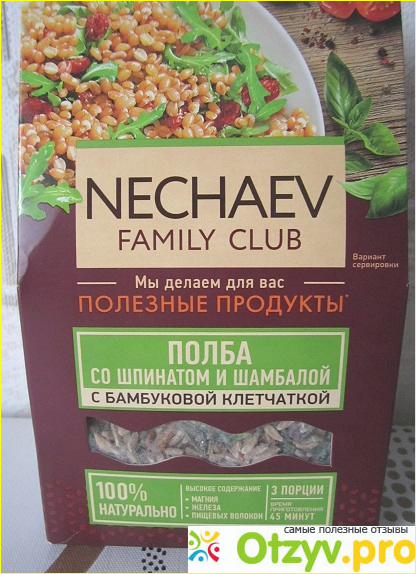 NECHAEV
FAMILY CLUB
Вариант
сервировки
Мы делаем для вас
ПОЛЕЗНЫЕ ПРОДУКТЫ*
ПОЛБА
СО ШПИНАТОМ И ШАМБАЛОЙ
С БАМБУКОВОЙ КЛЕТЧАТКОЙ
100%
НАТУРАЛЬНО
ВЫСОКОЕ СОДЕРЖАНИЕ
• МАГНИЯ
• ЖЕЛЕЗА
• ПИЩЕВЫХ ВОЛОКОН
3 ПОРЦИИ
ВРЕМЯ
ПРИГОТОВЛЕНИЯ
45 МИНУТ
самые полезные отзывы
Otzyv.pro